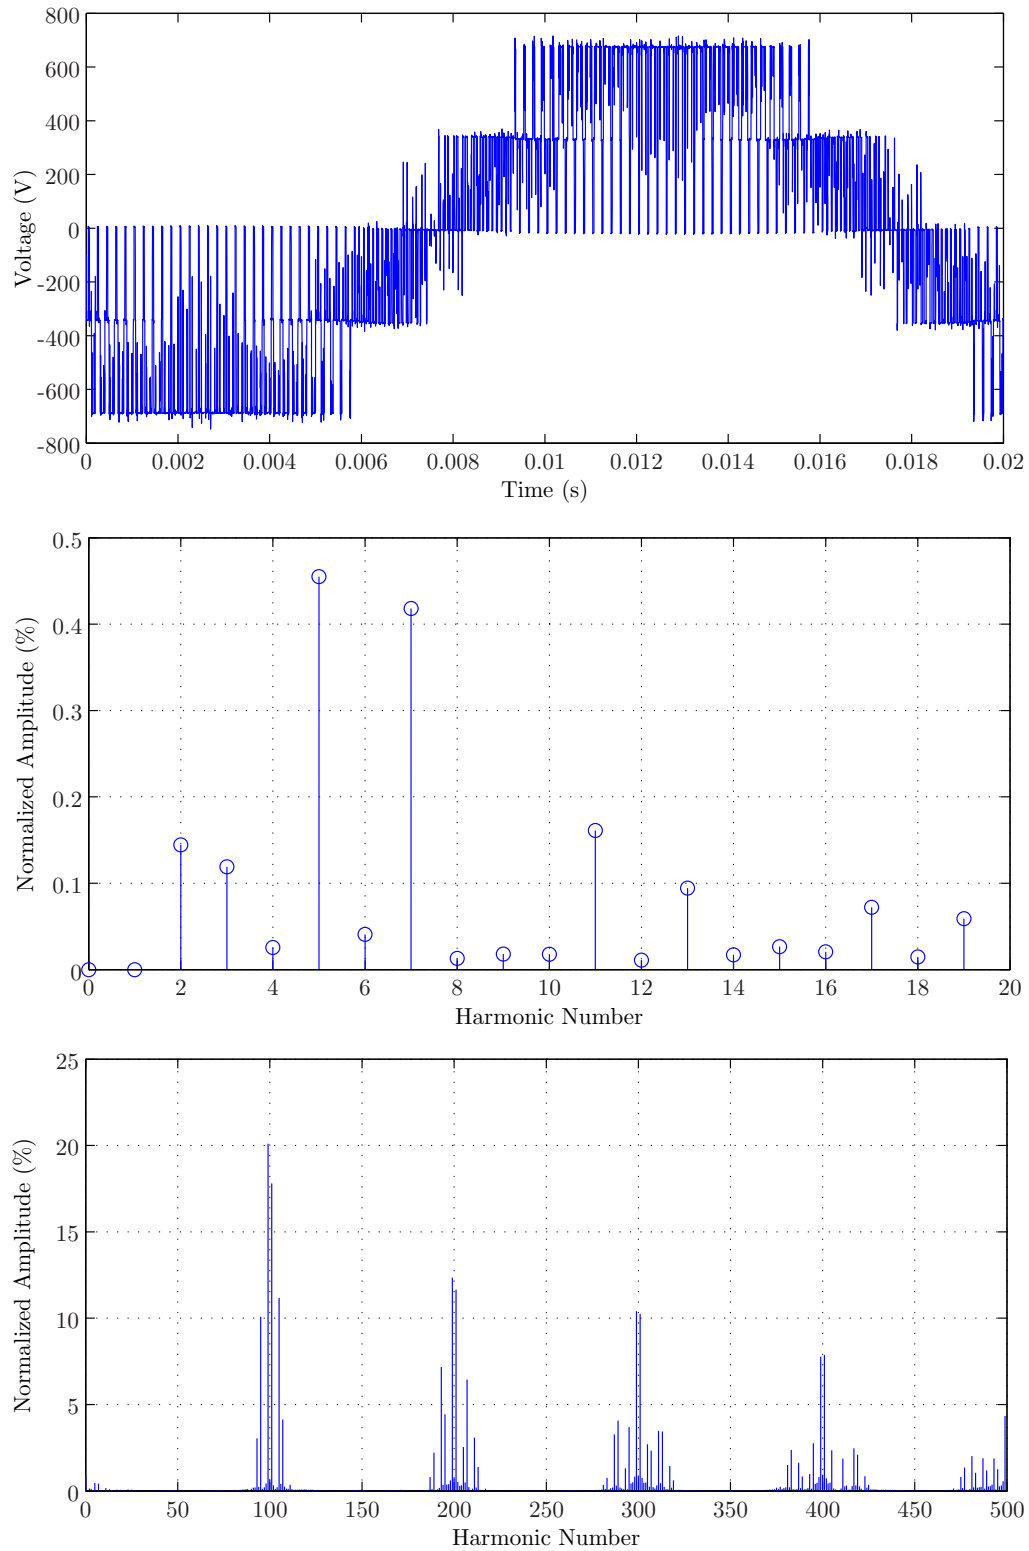 800
600
400
200
0
-200
-400
-600
-800
Voltage (V)
0 0.002 0.004 0.006 0.008 0.01 0.012 0.014 0.016 0.018 0.02
Time (s)
0.5
0.4
0.3
0.2
0.1
0
Normalized Amplitude (%)
0 2 4 6 8 10 12 14 16 18 20
Harmonic Number
25
20
15
10
5
0
Normalized Amplitude (%)
0 50 100 150 200 250 300 350 400 450 500
Harmonic Number